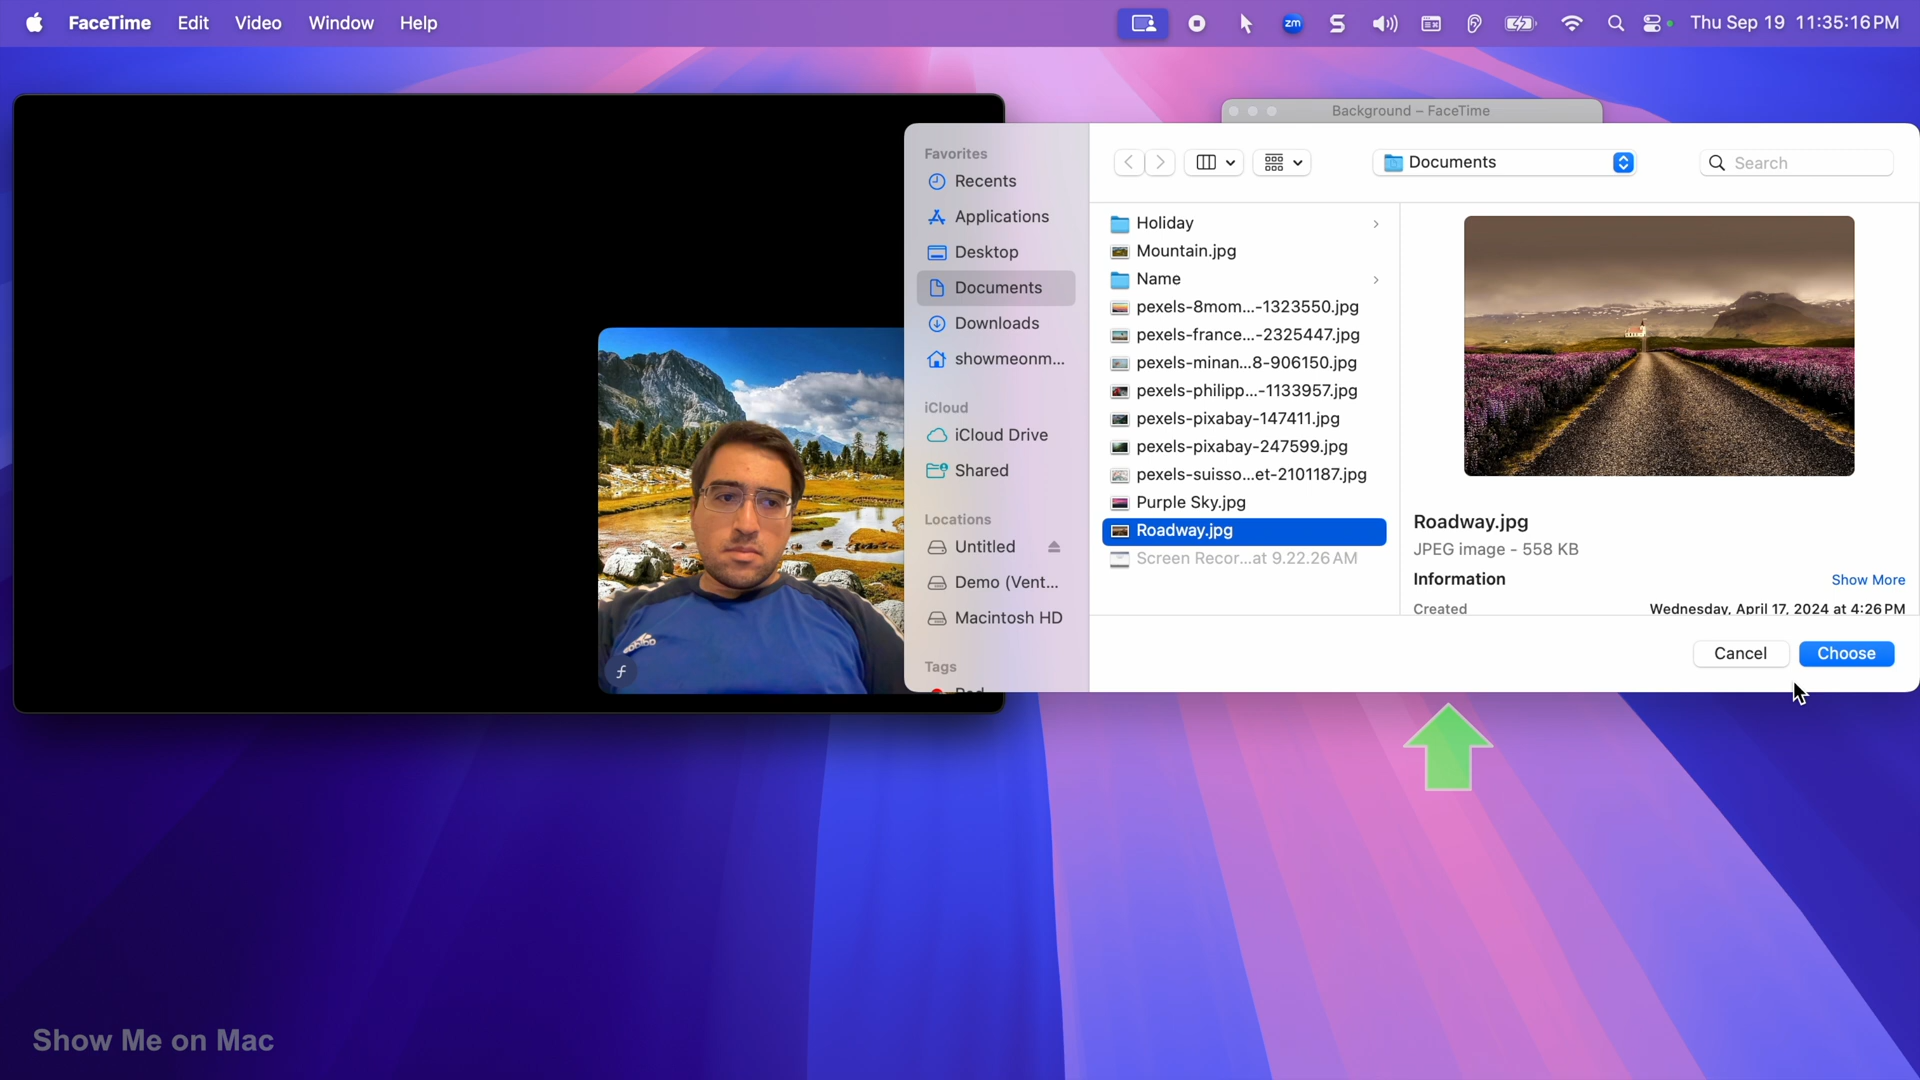 FaceTime Edit Video Window Help
zm
Thu Sep 19 11:35:16 PM
Background – FaceTime
Favorites
Recents
Applications
Desktop
Documents
Downloads
showmeonm...
iCloud
iCloud Drive
Shared
Locations
Untitled
Demo (Vent...
Macintosh HD
Tags
Documents
Search
Holiday
Mountain.jpg
Name
pexels-8mom...-1323550.jpg
pexels-france...-2325447.jpg
pexels-minan...8-906150.jpg
pexels-philipp...-1133957.jpg
pexels-pixabay-147411.jpg
pexels-pixabay-247599.jpg
pexels-suisso...et-2101187.jpg
Purple Sky.jpg
Roadway.jpg
Screen Recor...at 9.22.26 AM
Roadway.jpg
JPEG image - 558 KB
Information Show More
Created Wednesday, April 17, 2024 at 4:26 PM
Cancel Choose
f
Show Me on Mac